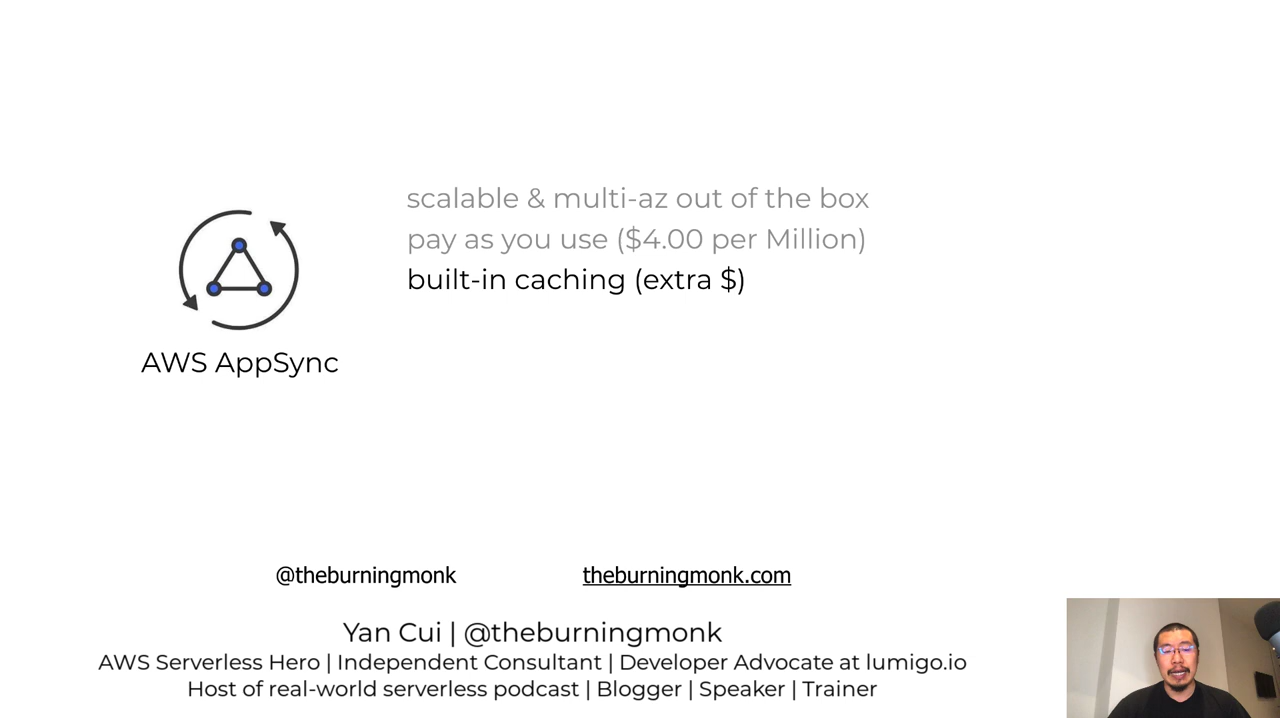 scalable & multi-az out of the box
pay as you use ($4.00 per Million)
built-in caching (extra $)
AWS AppSync
@theburningmonk
theburningmonk.com
Yan Cui | @theburningmonk
AWS Serverless Hero | Independent Consultant | Developer Advocate at lumigo.io
Host of real-world serverless podcast | Blogger | Speaker | Trainer